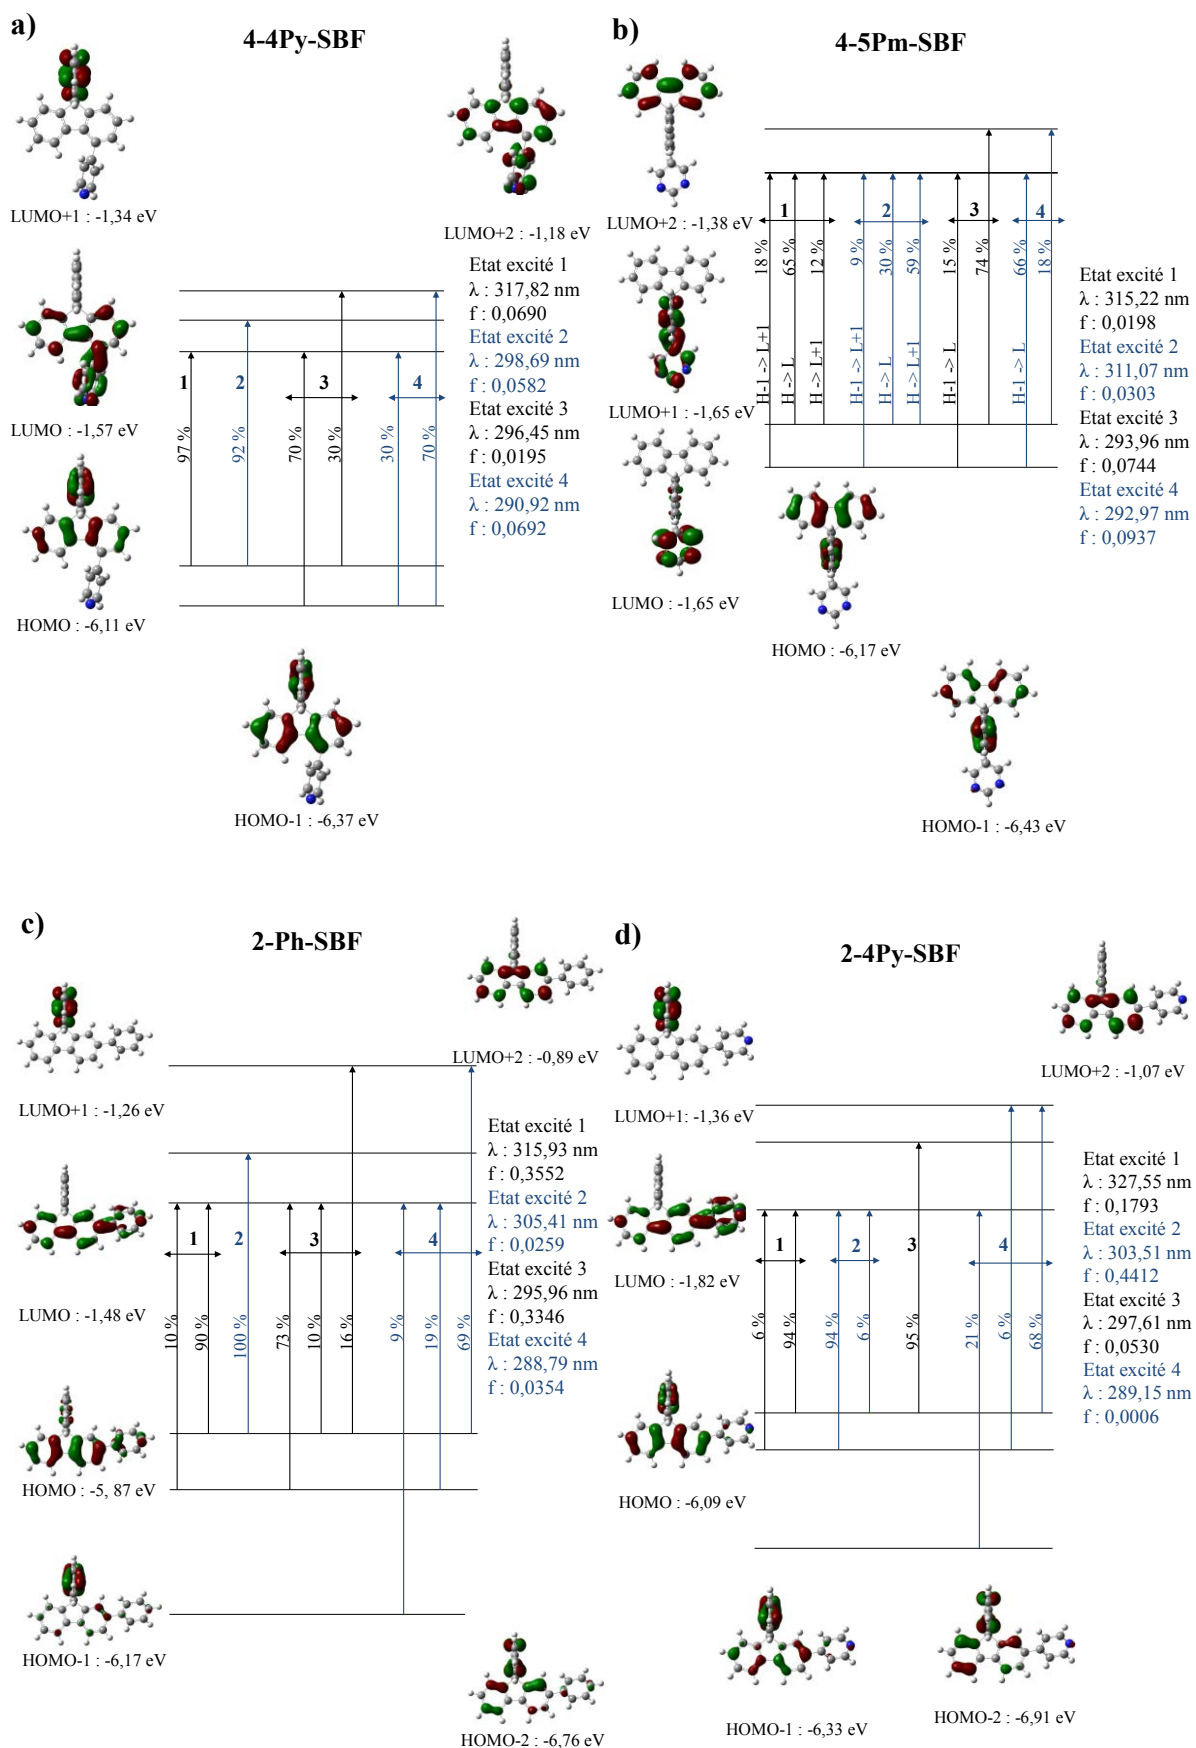 a)
4-4Py-SBF
LUMO+1 : -1,34 eV
LUMO+2 : -1,18 eV
LUMO : -1,57 eV
HOMO : -6,11 eV
HOMO-1 : -6,37 eV
1
2
3
4
97 %
92 %
70 %
30 %
30 %
70 %
Etat excité 1
λ : 317,82 nm
f : 0,0690
Etat excité 2
λ : 298,69 nm
f : 0,0582
Etat excité 3
λ : 296,45 nm
f : 0,0195
Etat excité 4
λ : 290,92 nm
f : 0,0692
b)
4-5Pm-SBF
LUMO+2 : -1,38 eV
LUMO+1 : -1,65 eV
LUMO : -1,65 eV
HOMO : -6,17 eV
HOMO-1 : -6,43 eV
1
2
3
4
18 %
65 %
12 %
9 %
30 %
59 %
15 %
74 %
66 %
18 %
H-1 -> L+1
H -> L
H -> L+1
H-1 -> L+1
H -> L
H -> L+1
H-1 -> L
H-1 -> L
Etat excité 1
λ : 315,22 nm
f : 0,0198
Etat excité 2
λ : 311,07 nm
f : 0,0303
Etat excité 3
λ : 293,96 nm
f : 0,0744
Etat excité 4
λ : 292,97 nm
f : 0,0937
c)
2-Ph-SBF
LUMO+2 : -0,89 eV
LUMO+1 : -1,26 eV
LUMO : -1,48 eV
HOMO : -5, 87 eV
HOMO-1 : -6,17 eV
HOMO-2 : -6,76 eV
1
2
3
4
10 %
90 %
100 %
73 %
10 %
16 %
9 %
19 %
69 %
Etat excité 1
λ : 315,93 nm
f : 0,3552
Etat excité 2
λ : 305,41 nm
f : 0,0259
Etat excité 3
λ : 295,96 nm
f : 0,3346
Etat excité 4
λ : 288,79 nm
f : 0,0354
d)
2-4Py-SBF
LUMO+2 : -1,07 eV
LUMO+1: -1,36 eV
LUMO : -1,82 eV
HOMO : -6,09 eV
HOMO-1 : -6,33 eV
HOMO-2 : -6,91 eV
1
2
3
4
6 %
94 %
94 %
6 %
95 %
21 %
6 %
68 %
Etat excité 1
λ : 327,55 nm
f : 0,1793
Etat excité 2
λ : 303,51 nm
f : 0,4412
Etat excité 3
λ : 297,61 nm
f : 0,0530
Etat excité 4
λ : 289,15 nm
f : 0,0006